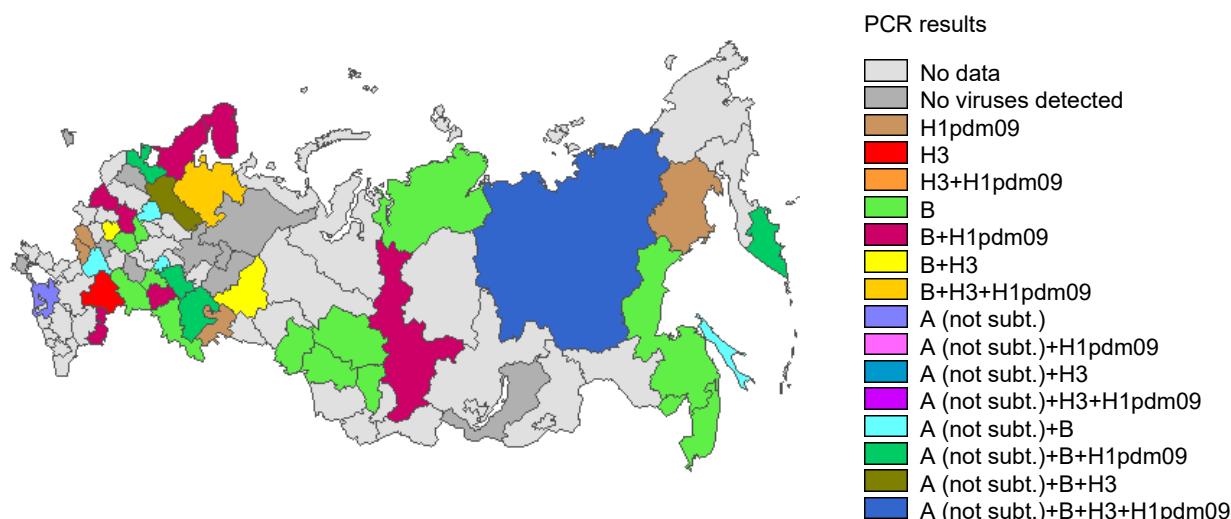 PCR results
No data
No viruses detected
H1pdm09
H3
H3+H1pdm09
B
B+H1pdm09
B+H3
B+H3+H1pdm09
A (not subt.)
A (not subt.)+H1pdm09
A (not subt.)+H3
A (not subt.)+H3+H1pdm09
A (not subt.)+B
A (not subt.)+B+H1pdm09
A (not subt.)+B+H3
A (not subt.)+B+H3+H1pdm09